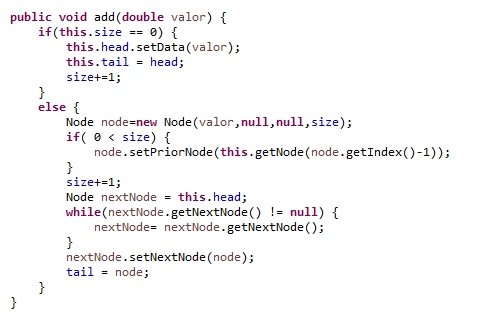 public void add(double valor) {
    if(this.size == 0) {
        this.head.setData(valor);
        this.tail = head;
        size+=1;
    }
    else {
        Node node=new Node(valor,null,null,size);
        if( 0 < size) {
            node.setPriorNode(this.getNode(node.getIndex()-1));
        }
        size+=1;
        Node nextNode = this.head;
        while(nextNode.getNextNode() != null) {
            nextNode= nextNode.getNextNode();
        }
        nextNode.setNextNode(node);
        tail = node;
    }
}